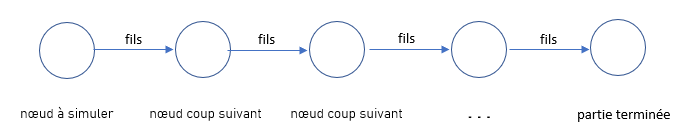 fils fils fils fils
nœud à simuler nœud coup suivant nœud coup suivant . . . partie terminée